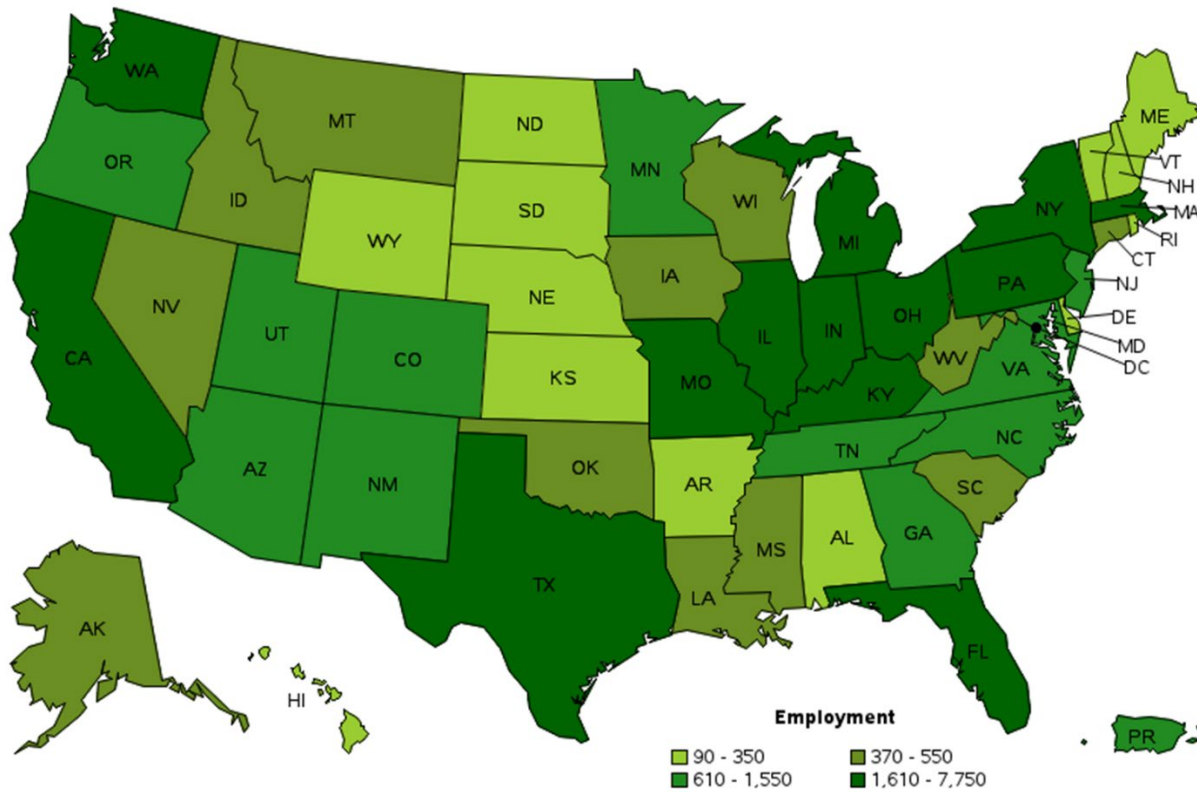 WA
MT
ND
MN
ME
OR
ID
SD
WI
VT
NH
WY
MI
NY
MA
RI
CT
NV
NE
IA
PA
NJ
UT
CO
IL
IN
OH
DE
MD
DC
CA
KS
MO
WV
VA
KY
AZ
NM
OK
AR
TN
NC
SC
MS
AL
GA
TX
LA
AK
FL
HI
PR
Employment
90 - 350
370 - 550
610 - 1,550
1,610 - 7,750